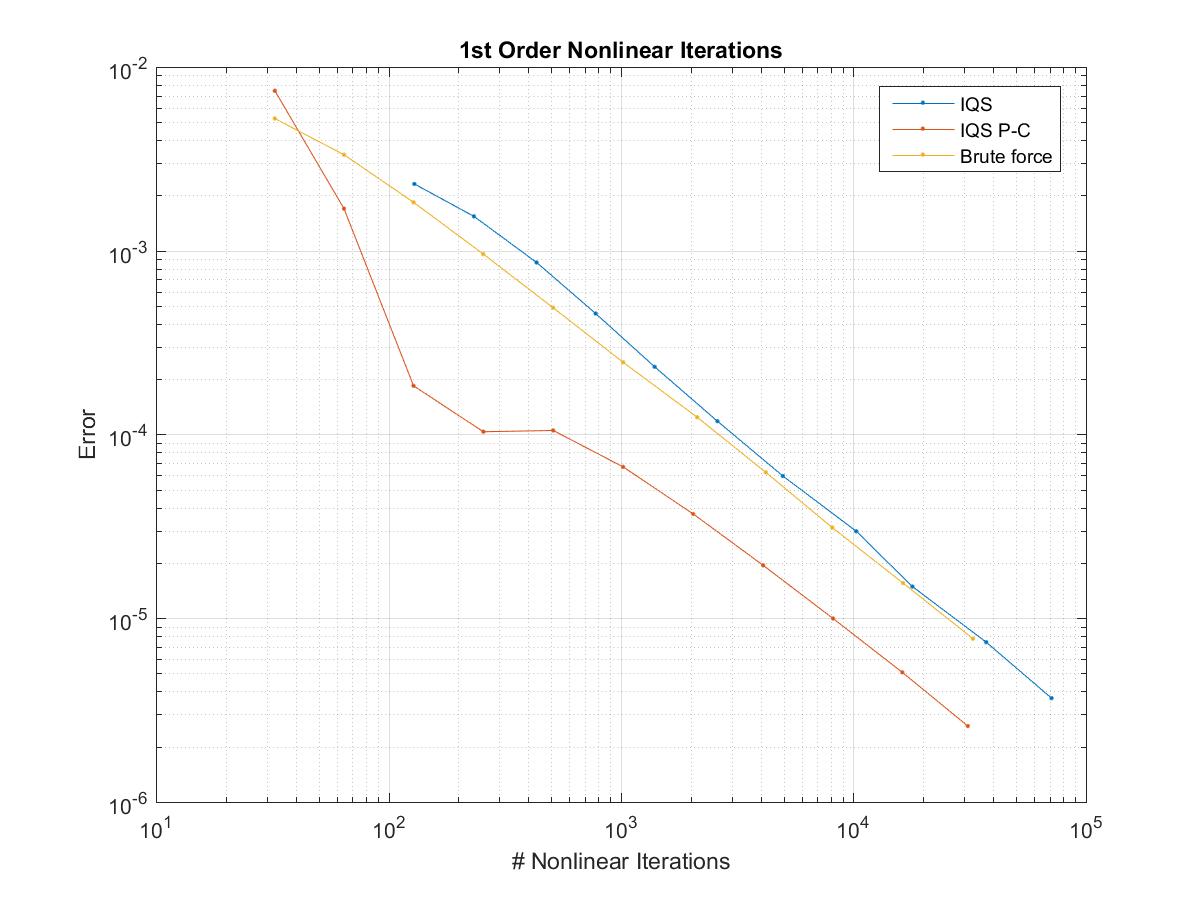 1st Order Nonlinear Iterations
IQS
IQS P-C
Brute force
10^-2
10^-3
10^-4
10^-5
10^-6
Error
10^1
10^2
10^3
10^4
10^5
# Nonlinear Iterations